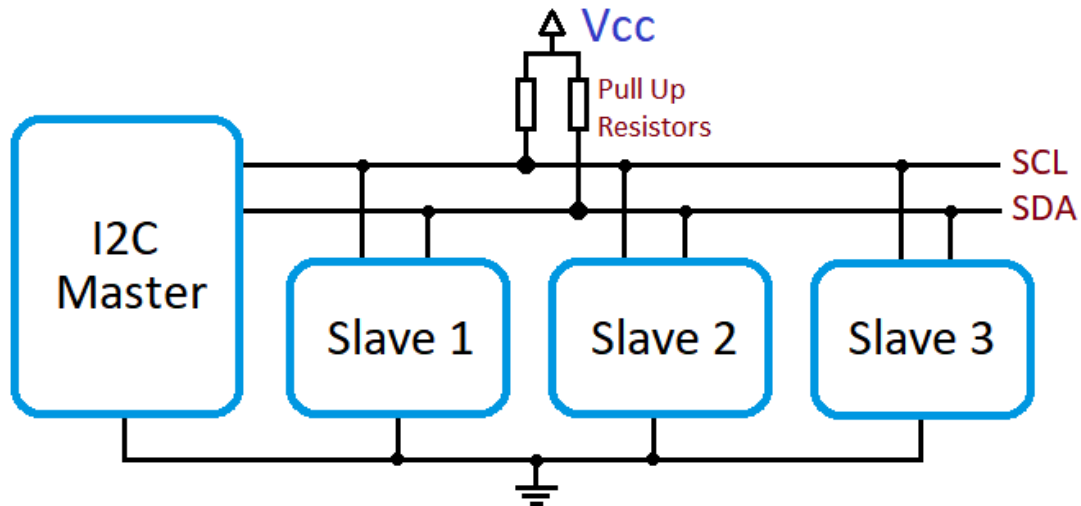 Vcc
Pull Up
Resistors
SCL
SDA
I2C
Master
Slave 1
Slave 2
Slave 3